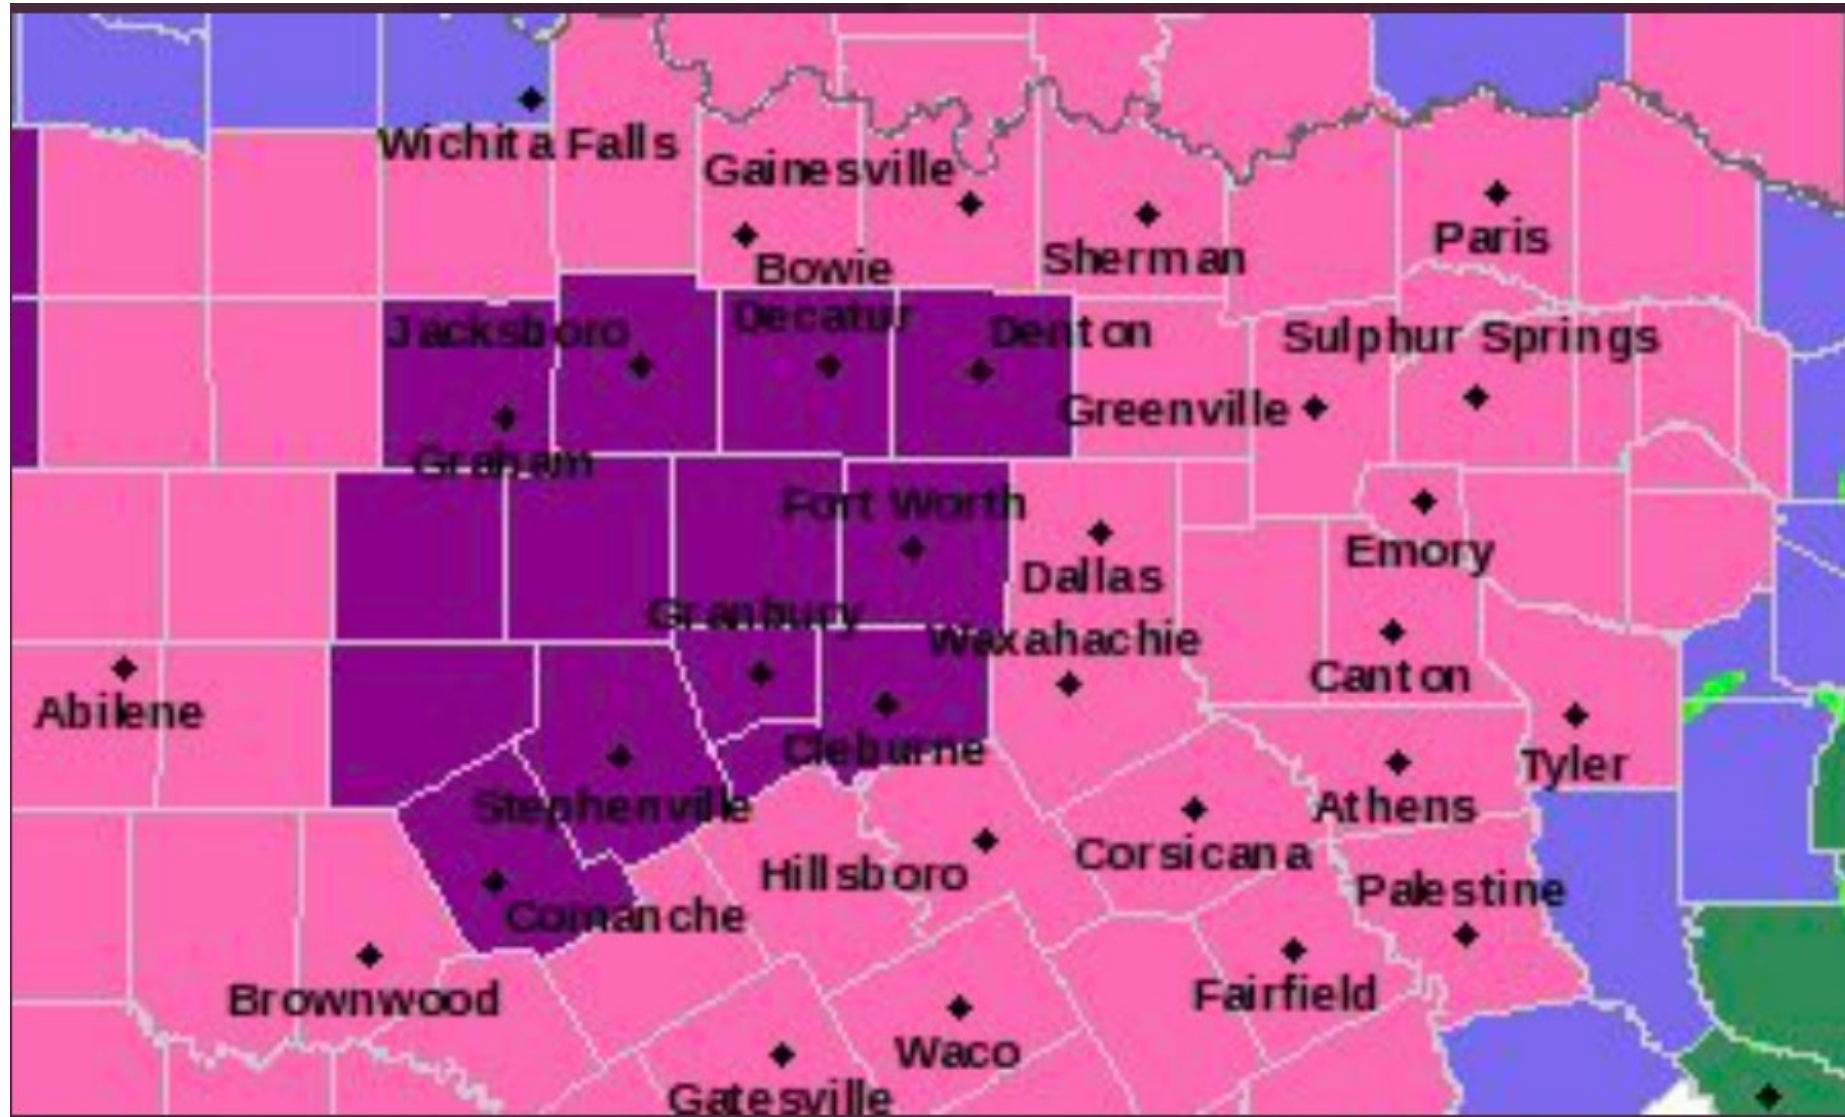 Wichita Falls
Gainesville
Paris
Bowie
Sherman
Jacksboro
Decatur
Denton
Sulphur Springs
Greenville
Graham
Fort Worth
Emory
Dallas
Granbury
Waxahachie
Canton
Abilene
Cleburne
Tyler
Stephenville
Athens
Corsicana
Hillsboro
Palestine
Comanche
Brownwood
Fairfield
Waco
Gatesville